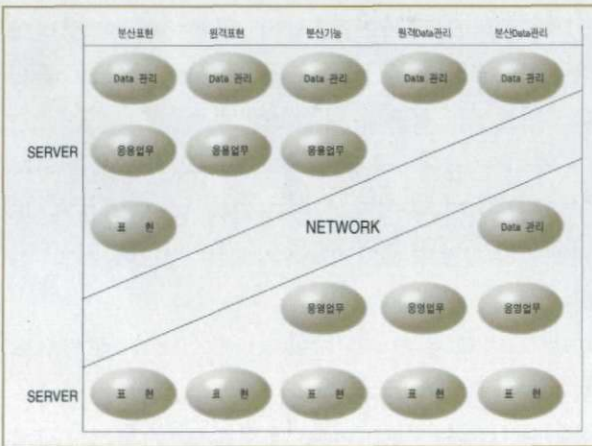 분산표현 원격표현 분산기능 원격Data관리 분산Data관리
Data 관리 Data 관리 Data 관리 Data 관리 Data 관리
SERVER 응용업무 응용업무 응용업무
표 현 NETWORK Data 관리
응영업무 응영업무 응영업무
SERVER 표 현 표 현 표 현 표 현 표 현